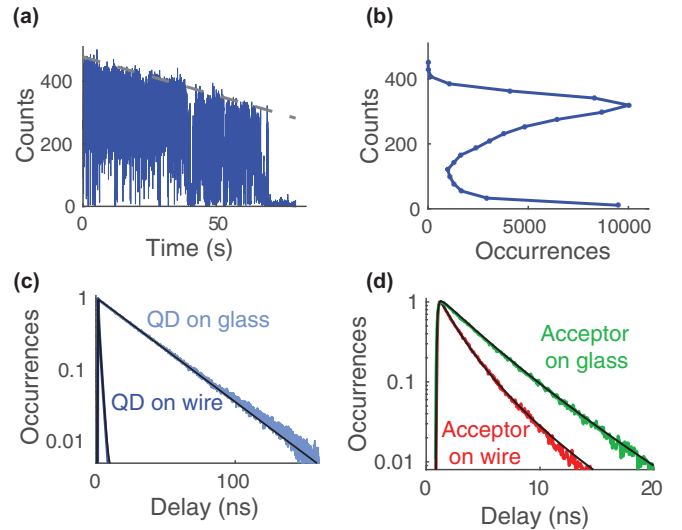 (a)
Counts
400
200
0
0
50
Time (s)
(b)
Counts
400
200
0
0
5000
10000
Occurrences
(c)
Occurrences
1
0.1
0.01
QD on glass
QD on wire
0
100
Delay (ns)
(d)
Occurrences
1
0.1
0.01
Acceptor
on glass
Acceptor
on wire
0
10
20
Delay (ns)